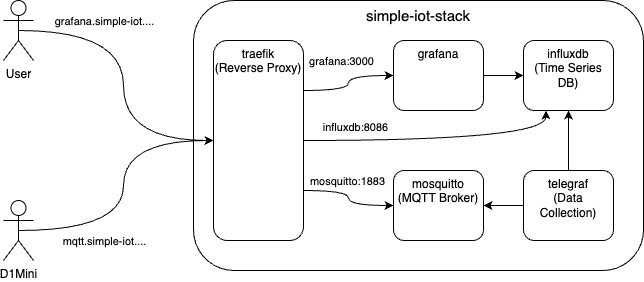 simple-iot-stack
grafana.simple-iot....
User
traefik
(Reverse Proxy)
grafana:3000
grafana
influxdb
(Time Series
DB)
influxdb:8086
mosquitto:1883
mosquitto
(MQTT Broker)
telegraf
(Data
Collection)
mqtt.simple-iot....
D1Mini